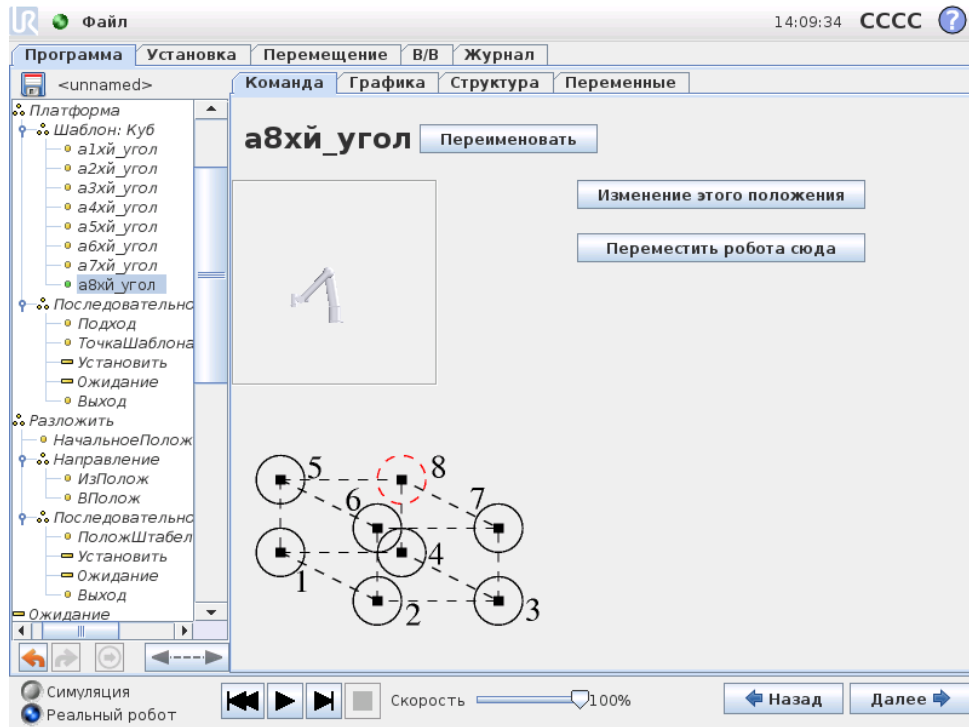 UR Файл 14:09:34 CCCC ?
Программа Установка Перемещение В/В Журнал
<unnamed>
Команда Графика Структура Переменные
Платформа
Шаблон: Куб
а1хй_угол
а2хй_угол
а3хй_угол
а4хй_угол
а5хй_угол
а6хй_угол
а7хй_угол
а8хй_угол
Последовательно
Подход
ТочкаШаблона
Установить
Ожидание
Выход
Разложить
НачальноеПолож
Направление
ИзПолож
ВПолож
Последовательно
ПоложШтабел
Установить
Ожидание
Выход
Ожидание
а8хй_угол Переименовать
Изменение этого положения
Переместить робота сюда
5 8
6 7
1 4
2 3
Симуляция
Реальный робот
Скорость 100%
Назад Далее